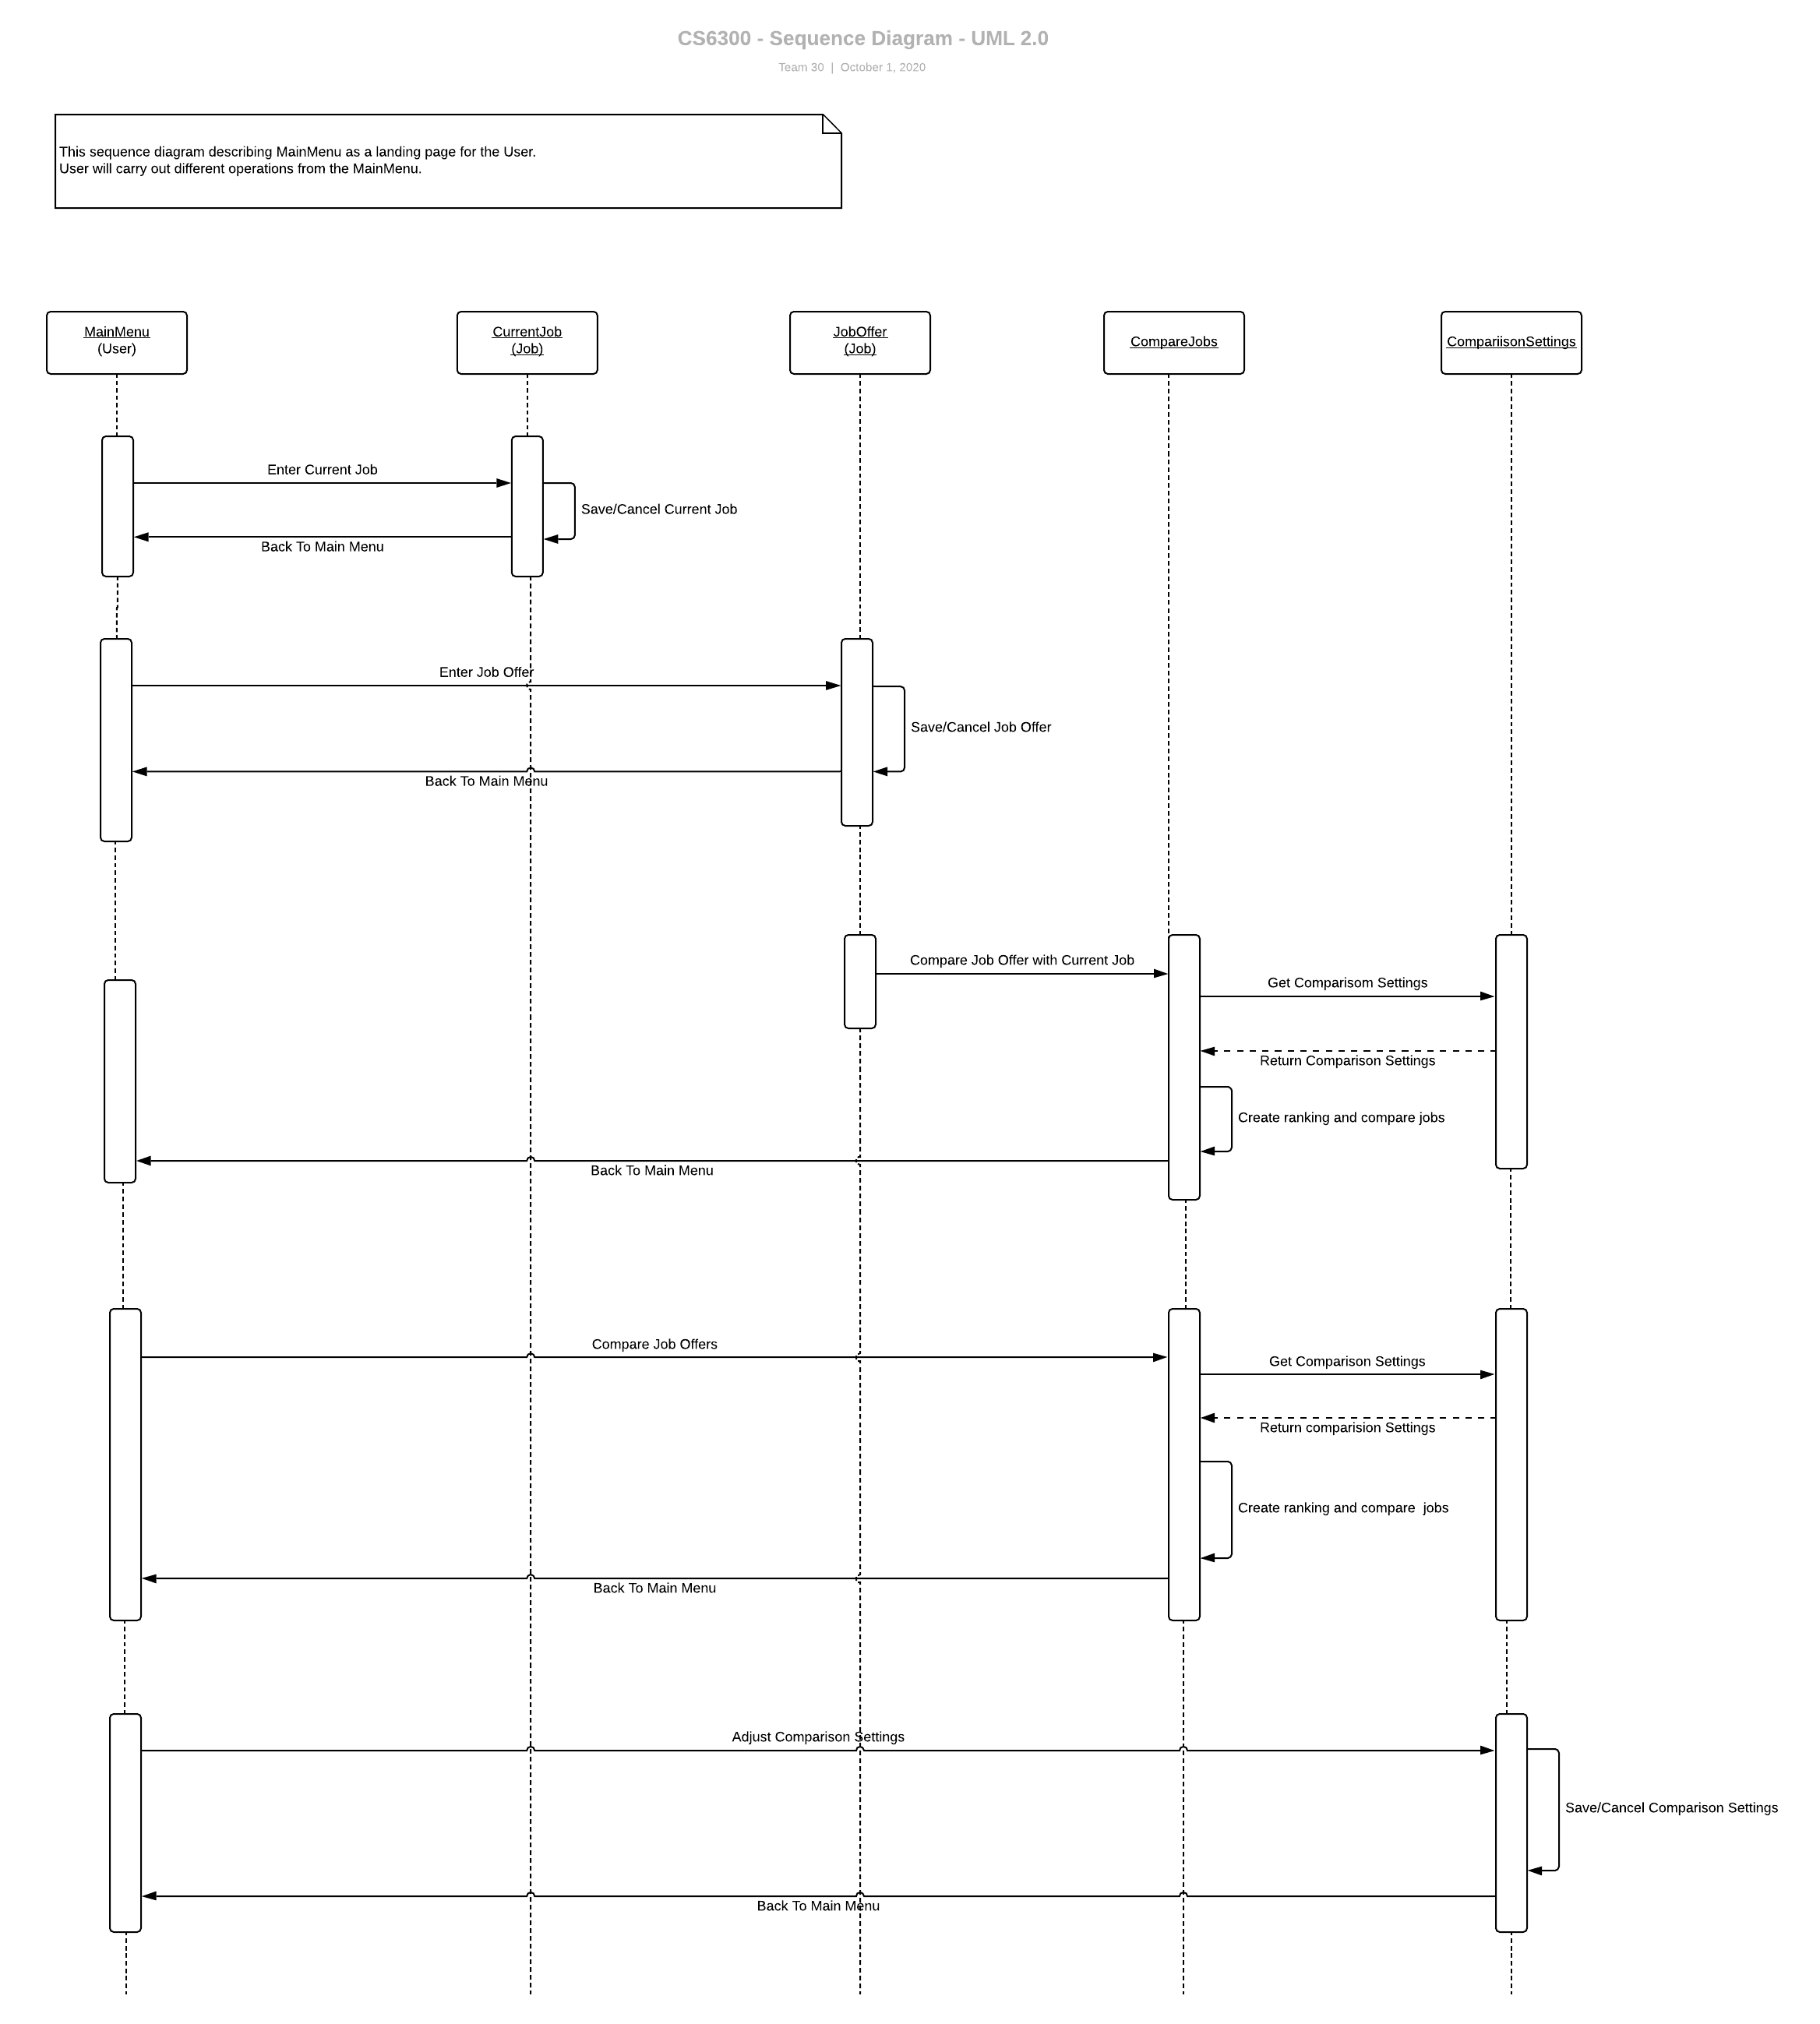 CS6300 - Sequence Diagram - UML 2.0
Team 30 | October 1, 2020
This sequence diagram describing MainMenu as a landing page for the User.
User will carry out different operations from the MainMenu.
MainMenu
(User)
CurrentJob
(Job)
JobOffer
(Job)
CompareJobs
CompariisonSettings
Enter Current Job
Save/Cancel Current Job
Back To Main Menu
Enter Job Offer
Save/Cancel Job Offer
Back To Main Menu
Compare Job Offer with Current Job
Get Comparisom Settings
Return Comparison Settings
Create ranking and compare jobs
Back To Main Menu
Compare Job Offers
Get Comparison Settings
Return comparision Settings
Create ranking and compare  jobs
Back To Main Menu
Adjust Comparison Settings
Save/Cancel Comparison Settings
Back To Main Menu